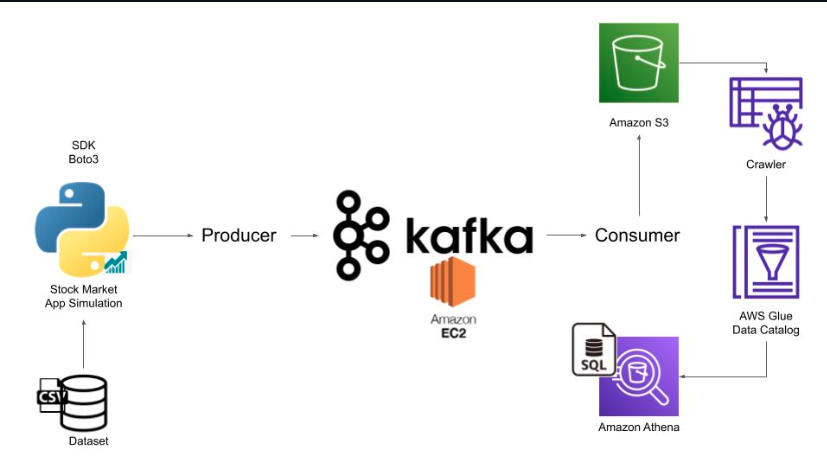 SDK
Boto3
Stock Market
App Simulation
CSV
Dataset
Producer
kafka
Amazon
EC2
Consumer
Amazon S3
Crawler
AWS Glue
Data Catalog
SQL
Amazon Athena